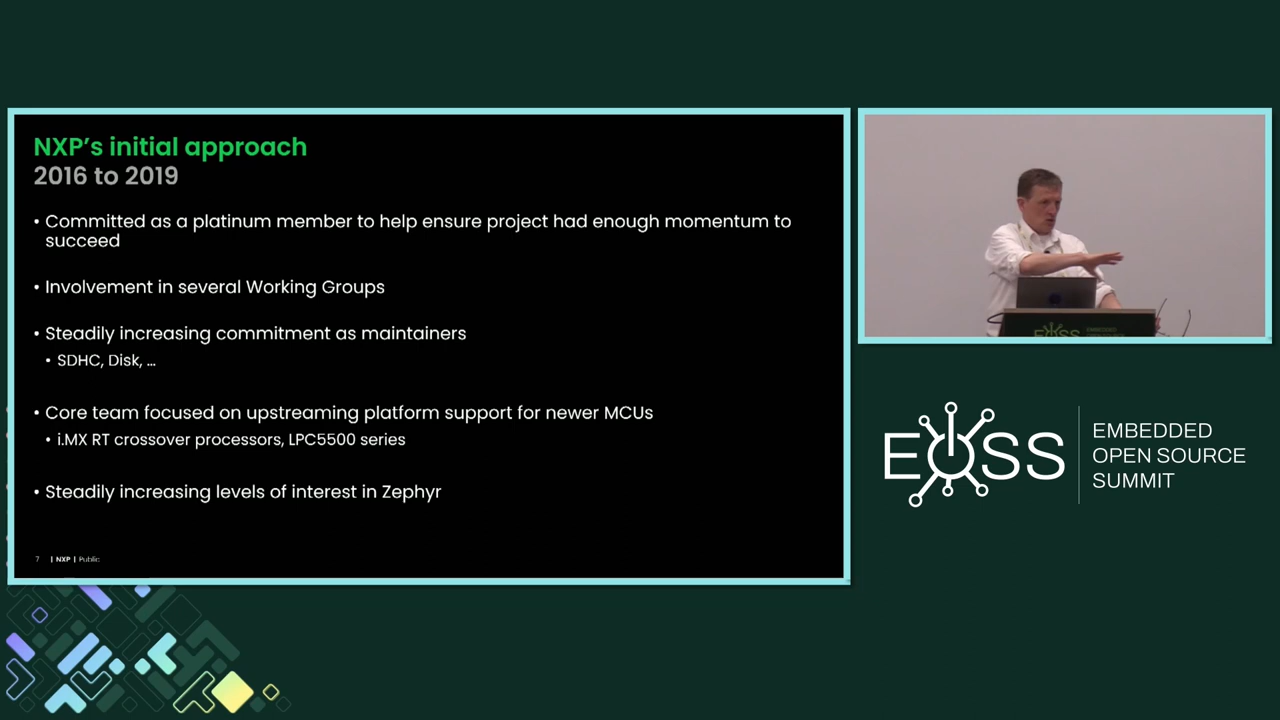 NXP's initial approach
2016 to 2019
• Committed as a platinum member to help ensure project had enough momentum to
succeed
• Involvement in several Working Groups
• Steadily increasing commitment as maintainers
• SDHC, Disk, ...
• Core team focused on upstreaming platform support for newer MCUs
• i.MX RT crossover processors, LPC5500 series
• Steadily increasing levels of interest in Zephyr
7 | NXP | Public
EOSS EMBEDDED
EOSS
EMBEDDED
OPEN SOURCE
SUMMIT